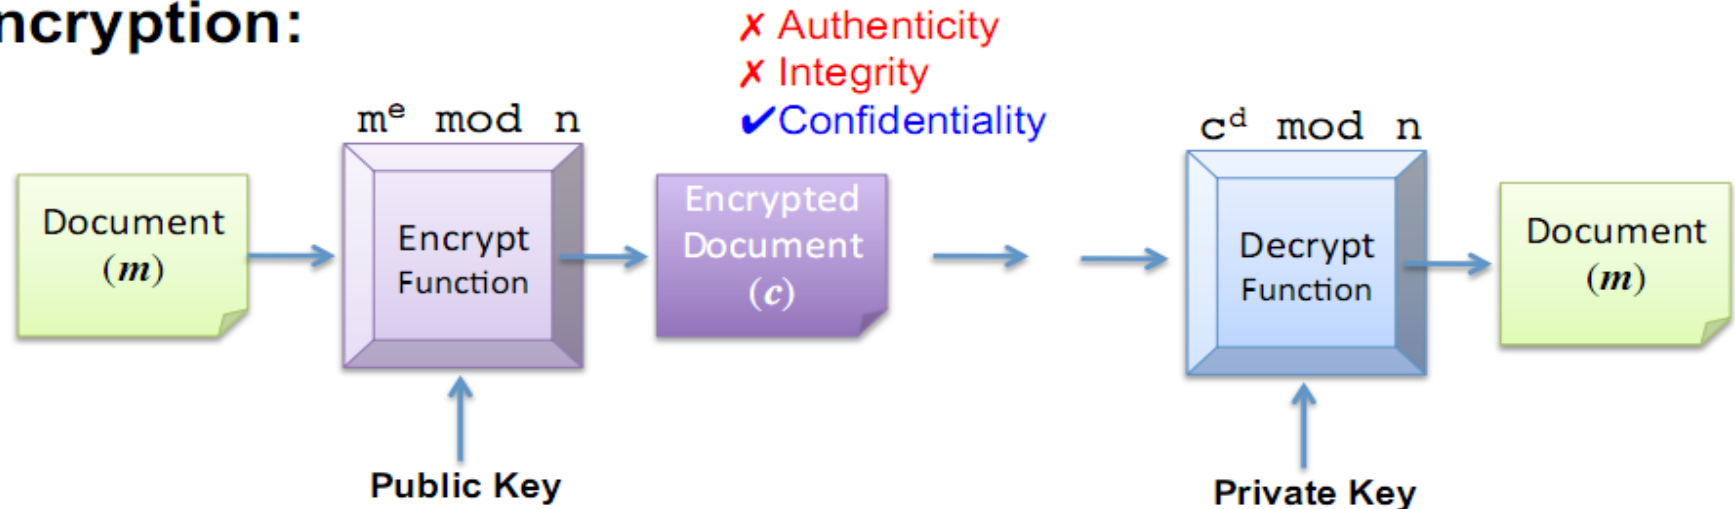 ncryption:
✗ Authenticity
✗ Integrity
✔Confidentiality
mᵉ mod n
cᵈ mod n
Document
(m)
Encrypt
Function
Encrypted
Document
(c)
Decrypt
Function
Document
(m)
Public Key
Private Key